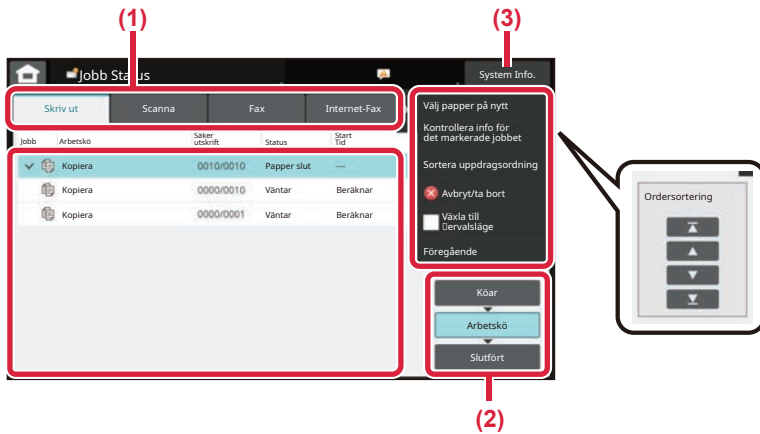 (1)
(3)
Jobb Status
System Info.
Skriv ut
Scanna
Fax
Internet-Fax
Jobb
Arbetskö
Säker
utskrift
Status
Start
Tid
Kopiera
0010/0010
Papper slut
—
Kopiera
0000/0010
Väntar
Beräknar
Kopiera
0000/0001
Väntar
Beräknar
Välj papper på nytt
Kontrollera info för
det markerade jobbet
Sortera uppdragsordning
Avbryt/ta bort
Växla till
ervalsläge
Föregående
Köar
Arbetskö
Slutfört
Ordersortering
(2)